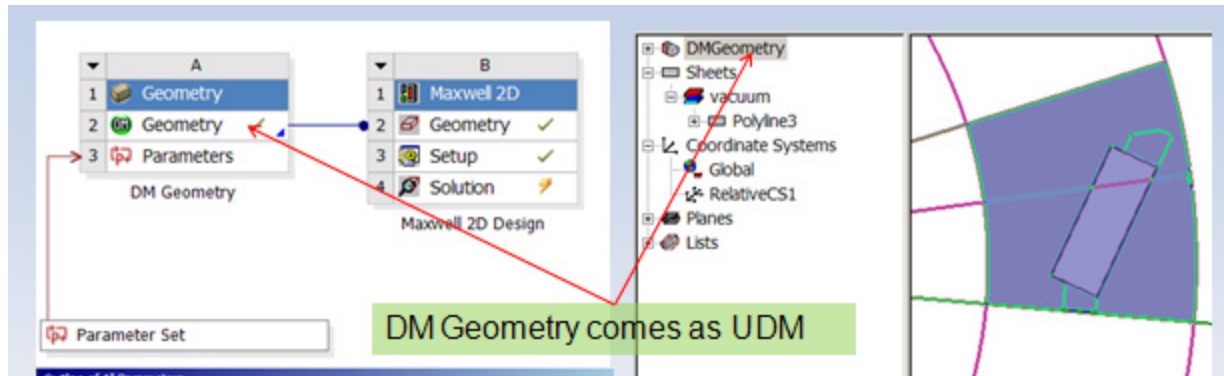 A
1 Geometry
2 Geometry
3 Parameters
DM Geometry
B
1 Maxwell 2D
2 Geometry
3 Setup
4 Solution
Maxwell 2D Design
Parameter Set
DMGeometry
Sheets
vacuum
Polyline3
Coordinate Systems
Global
RelativeCS1
Planes
Lists
DM Geometry comes as UDM